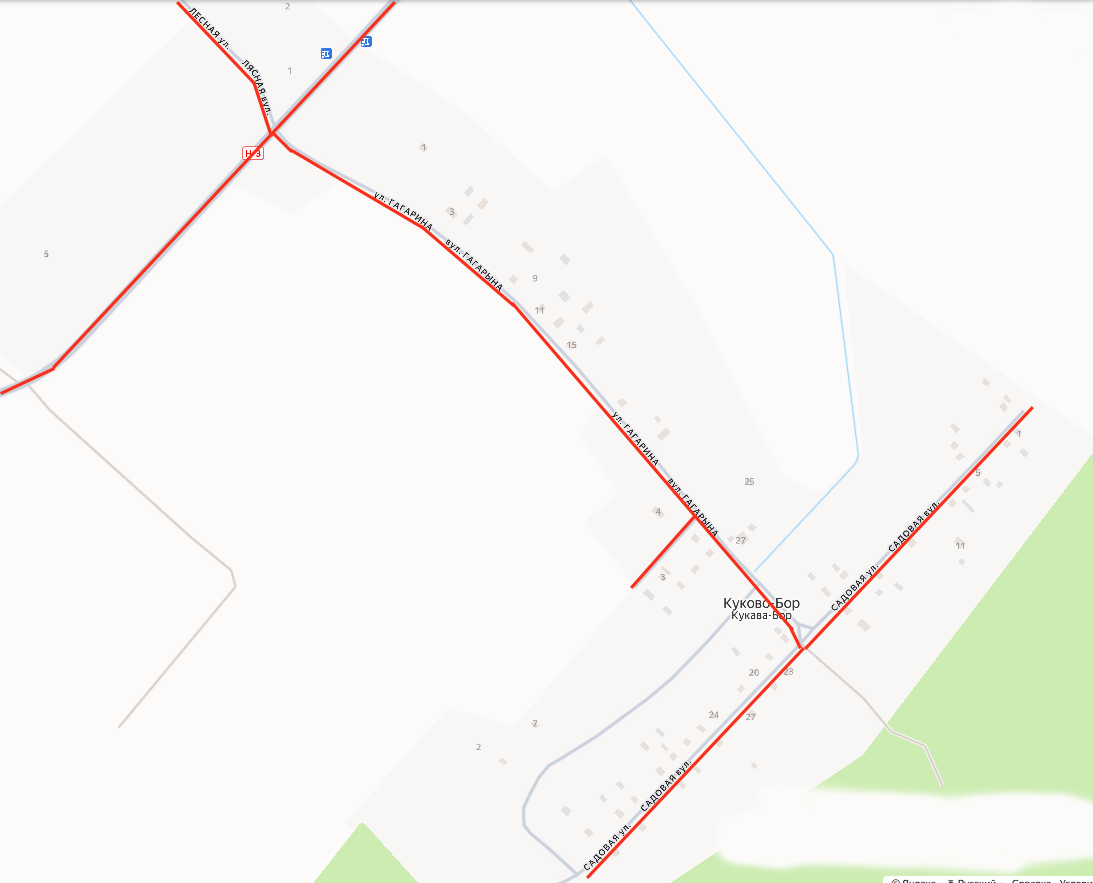 2
ЛЕСНАЯ ул.
ЛЯСНАЯ вул.
1
Н-3
1
ул. ГАГАРИНА
3
вул. ГАГАРЫНА
5
9
11
15
ул. ГАГАРИНА
1
5
25
вул. ГАГАРЫНА
4
САДОВАЯ вул.
27
11
3
САДОВАЯ ул.
Куково-Бор
Кукава-Бор
20
23
24
27
7
2
САДОВАЯ вул.
САДОВАЯ ул.